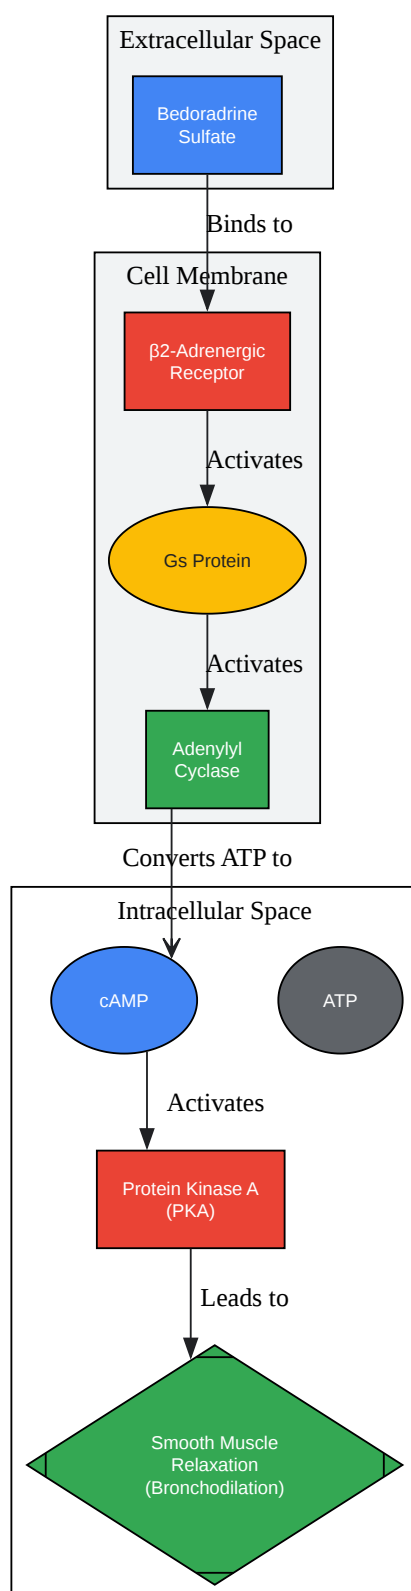 Extracellular Space
Bedoradrine
Sulfate
Binds to
Cell Membrane
β2-Adrenergic
Receptor
Activates
Gs Protein
Activates
Adenylyl
Cyclase
Converts ATP to
Intracellular Space
cAMP
ATP
Activates
Protein Kinase A
(PKA)
Leads to
Smooth Muscle
Relaxation
(Bronchodilation)